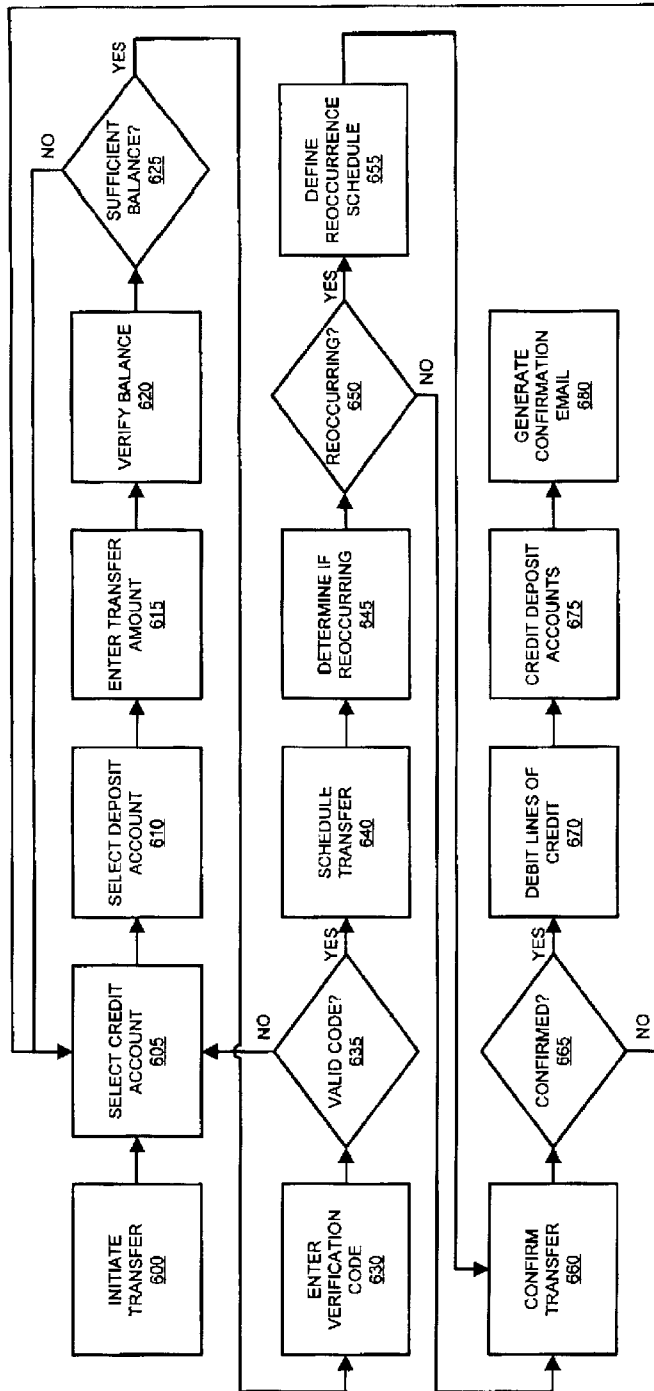 INITIATE
TRANSFER
600
SELECT CREDIT
ACCOUNT
605
SELECT DEPOSIT
ACCOUNT
610
ENTER TRANSFER
AMOUNT
615
VERIFY BALANCE
620
SUFFICIENT
BALANCE?
625
NO
YES
ENTER
VERIFICATION
CODE
630
VALID CODE?
635
NO
YES
SCHEDULE
TRANSFER
640
DETERMINE IF
REOCCURRING
645
REOCCURRING?
650
YES
NO
DEFINE
REOCCURRENCE
SCHEDULE
655
CONFIRM
TRANSFER
660
CONFIRMED?
665
YES
NO
DEBIT LINES OF
CREDIT
670
CREDIT DEPOSIT
ACCOUNTS
675
GENERATE
CONFIRMATION
EMAIL
680